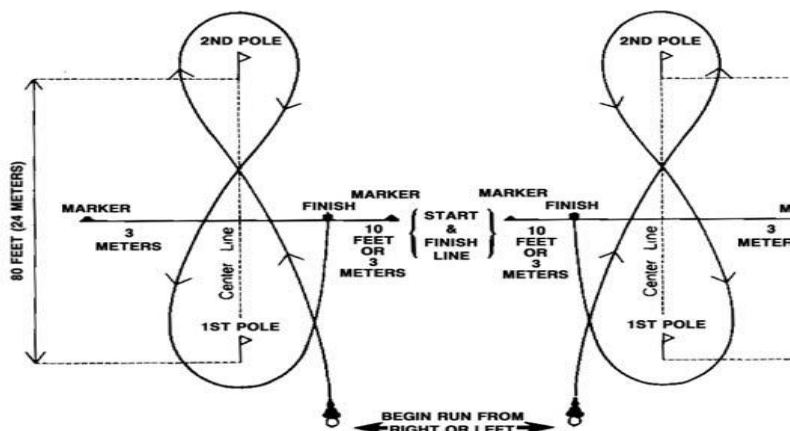 2ND POLE
80 FEET (24 METERS)
MARKER
3
METERS
FINISH
MARKER
10
FEET
OR
3
METERS
Center Line
1ST POLE
START
&
FINISH
LINE
2ND POLE
MARKER
FINISH
10
FEET
OR
3
METERS
M
3
METER
Center Line
1ST POLE
BEGIN RUN FROM
RIGHT OR LEFT